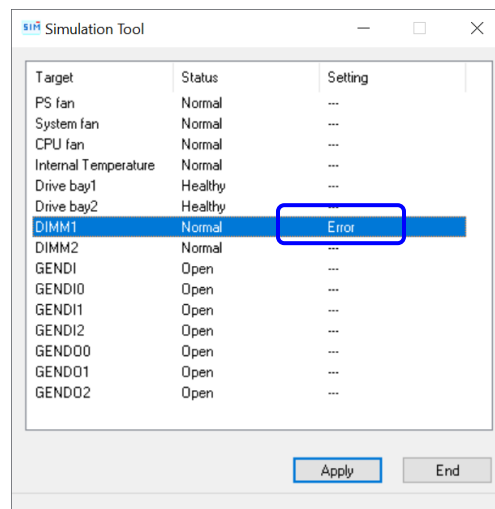 SIM Simulation Tool
Target Status Setting
PS fan Normal ---
System fan Normal ---
CPU fan Normal ---
Internal Temperature Normal ---
Drive bay1 Healthy ---
Drive bay2 Healthy ---
DIMM1 Normal Error
DIMM2 Normal ---
GENDI Open ---
GENDI0 Open ---
GENDI1 Open ---
GENDI2 Open ---
GENDO0 Open ---
GENDO1 Open ---
GENDO2 Open ---
Apply End